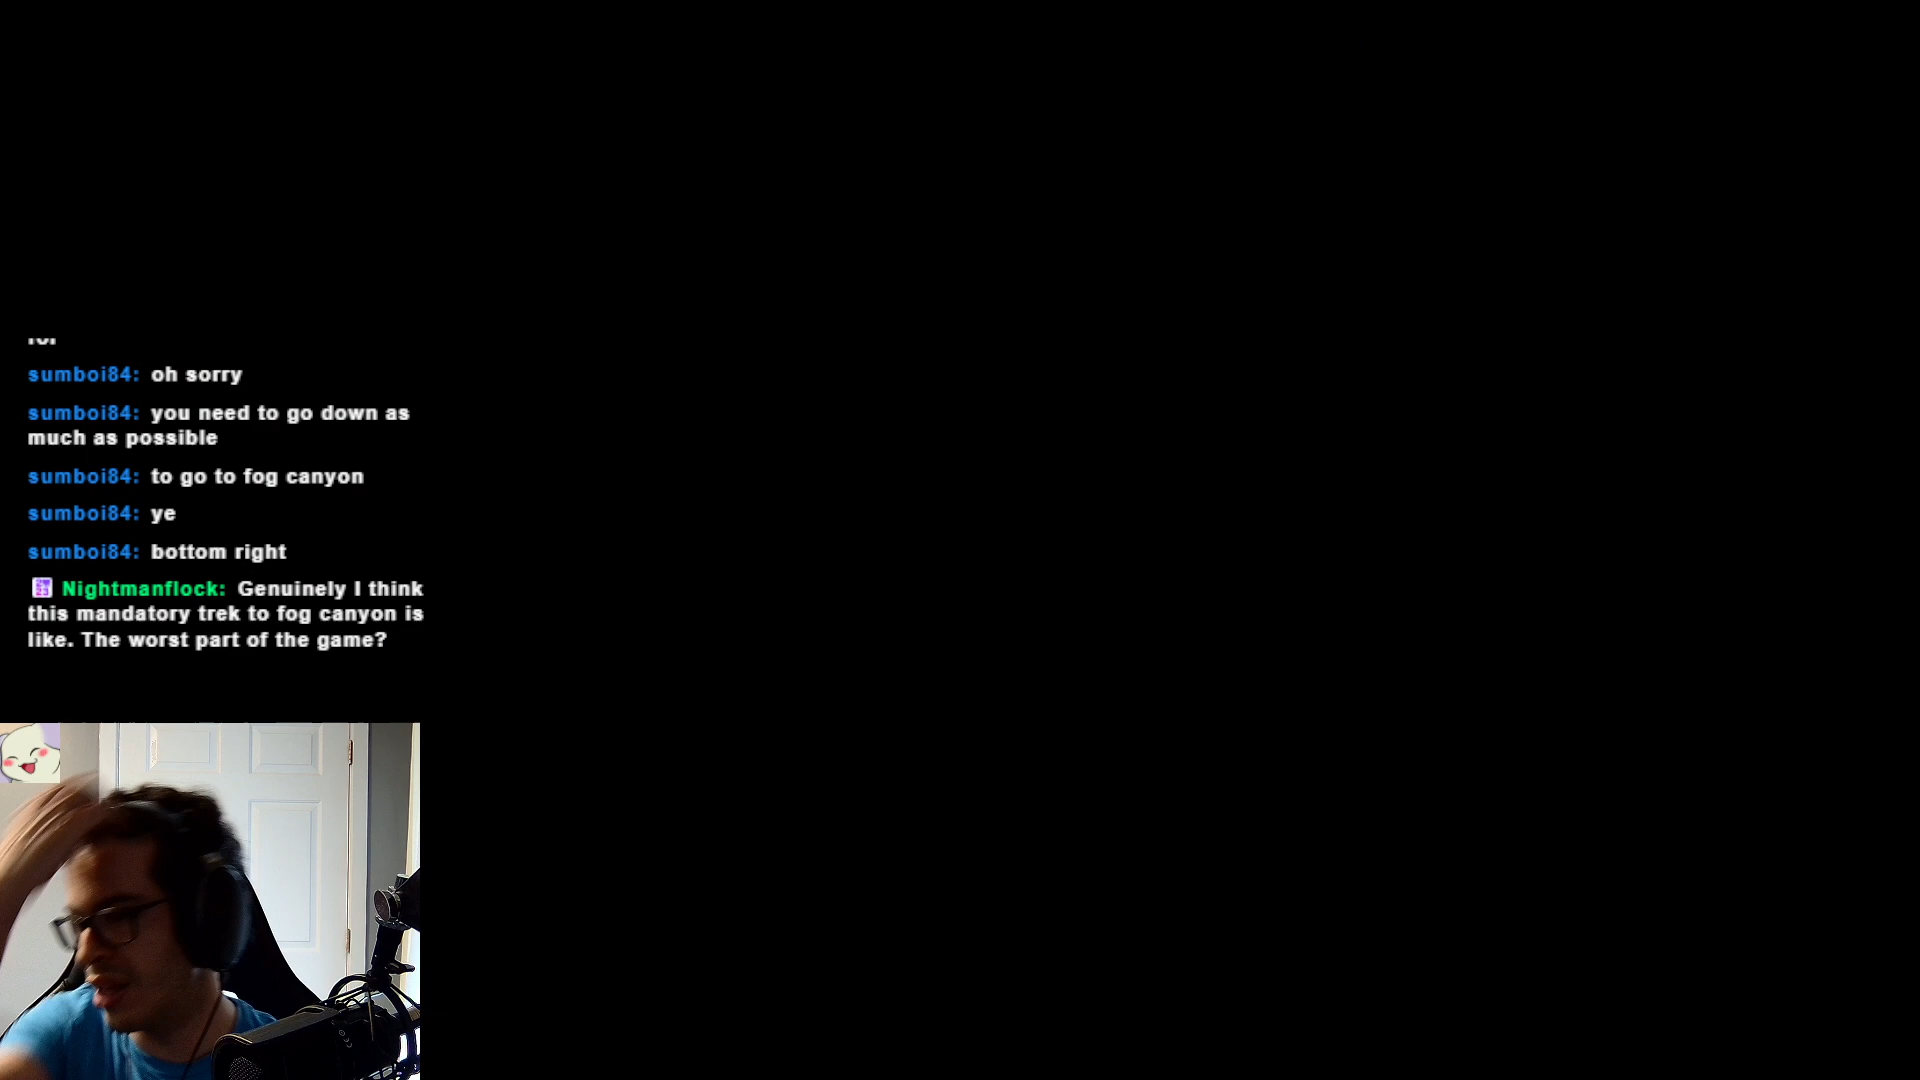 for
sumboi84: oh sorry
sumboi84: you need to go down as
much as possible
sumboi84: to go to fog canyon
sumboi84: ye
sumboi84: bottom right
Nightmanflock: Genuinely I think
this mandatory trek to fog canyon is
like. The worst part of the game?